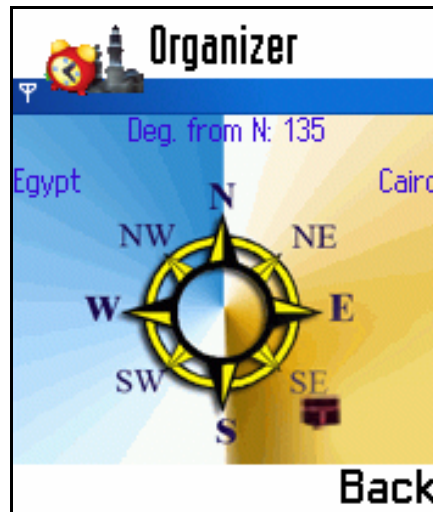 Organizer
Deg. from N: 135
Egypt Cairo
N
NW NE
W E
SW SE
S
Back